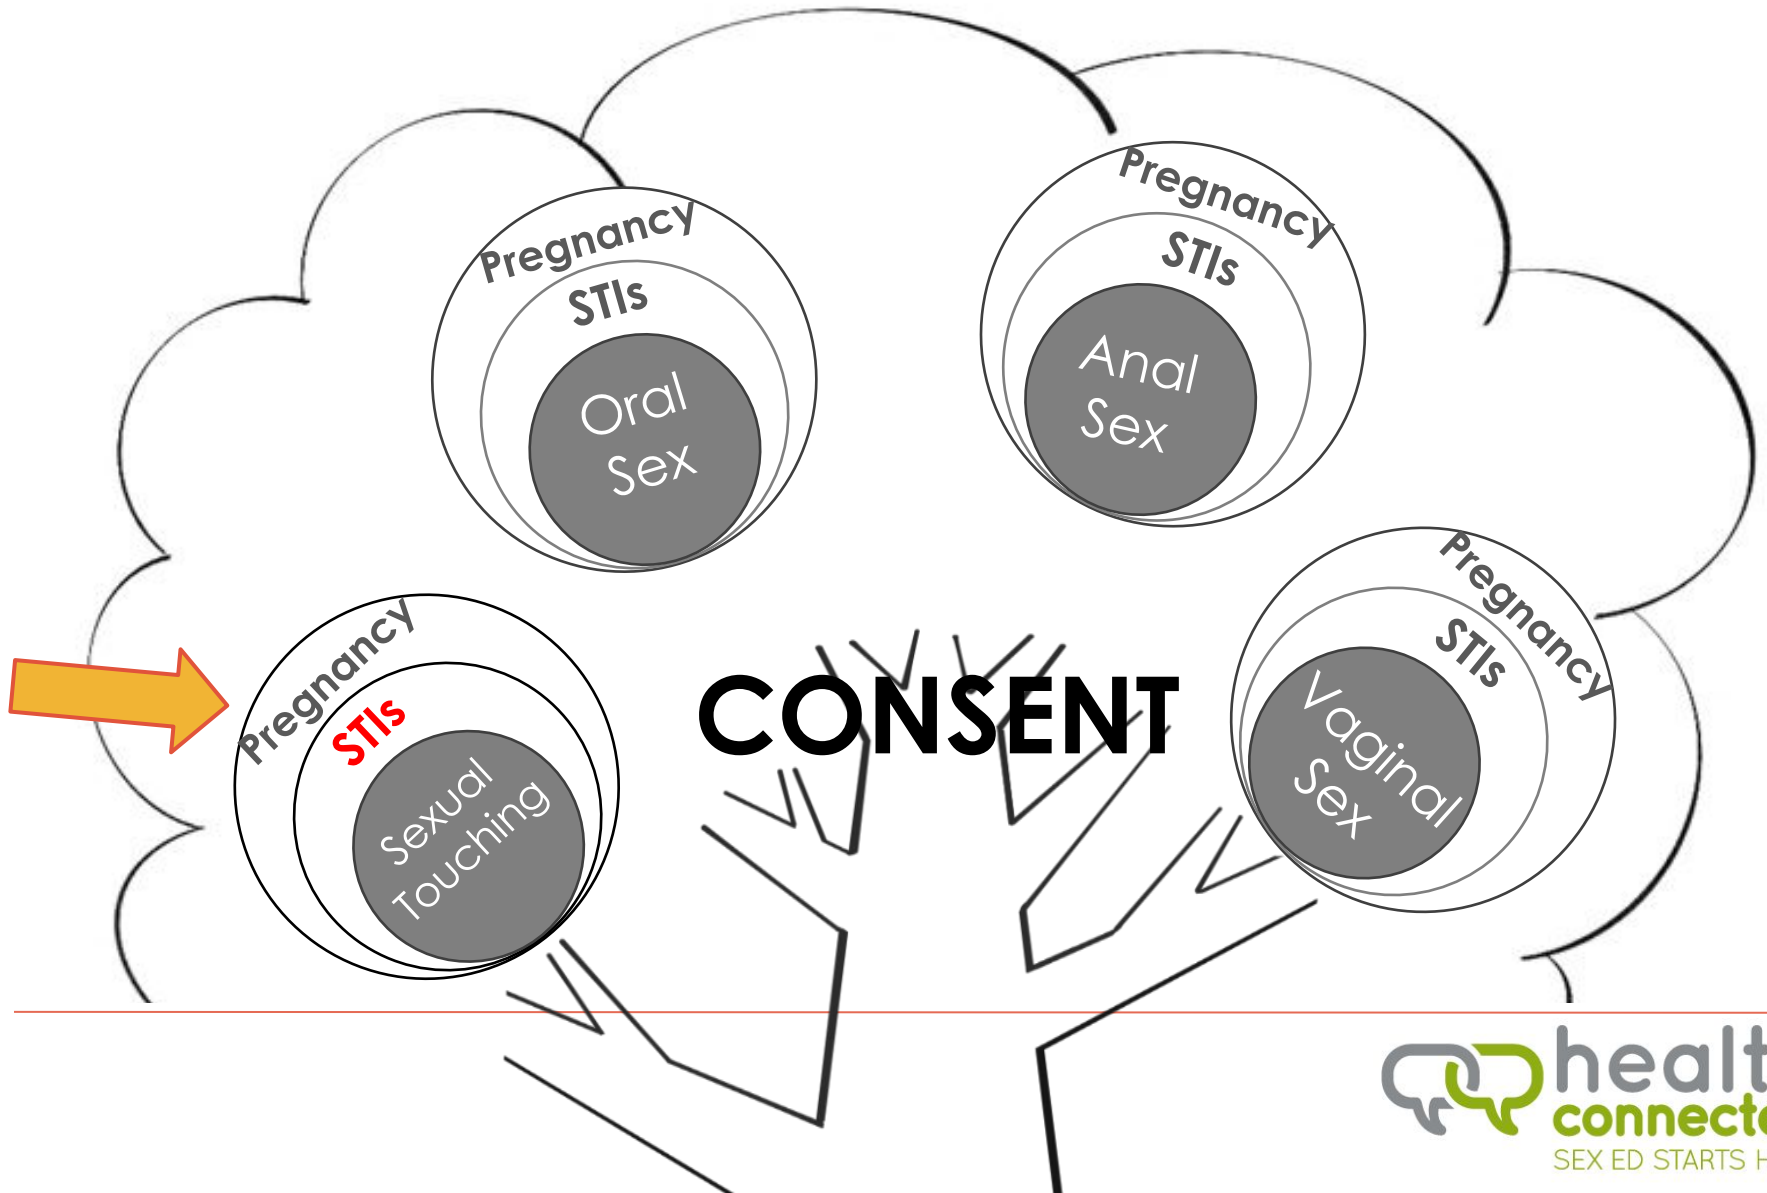 Pregnancy
STIs
Oral
Sex
Pregnancy
STIs
Anal
Sex
Pregnancy
STIs
Sexual
Touching
CONSENT
Pregnancy
STIs
Vaginal
Sex
healt
connecte
SEX ED STARTS H